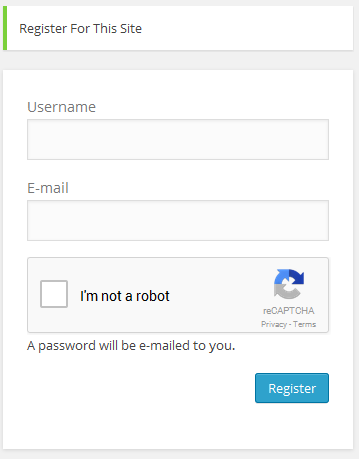 Register For This Site
Username
E-mail
I'm not a robot
reCAPTCHA
Privacy - Terms
A password will be e-mailed to you.
Register